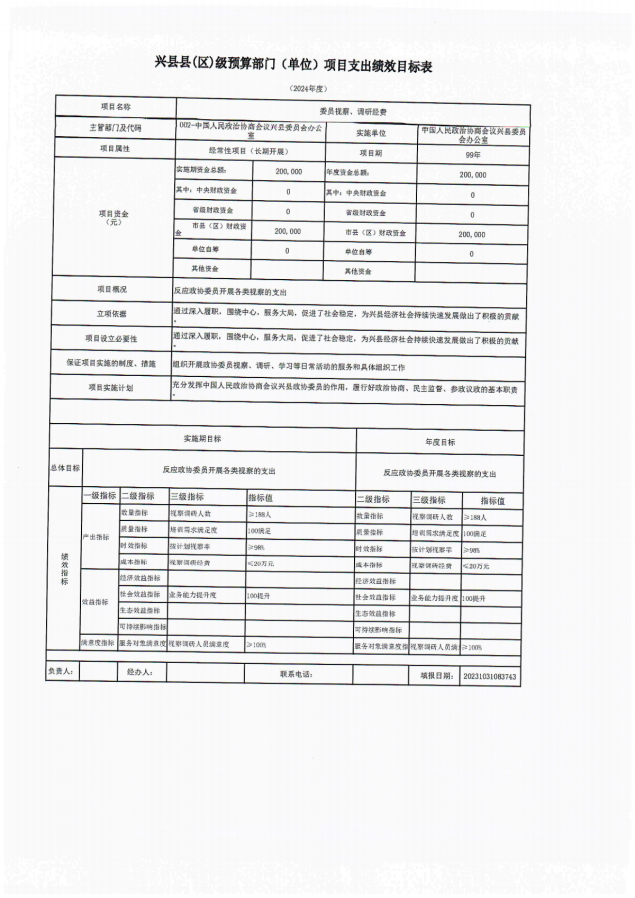 兴县县(区)级预算部门（单位）项目支出绩效目标表
（2024年度）
项目名称 委员视察、调研经费
主管部门及代码 002-中国人民政治协商会议兴县委员会办公室 实施单位 中国人民政治协商会议兴县委员会办公室
项目属性 经常性项目（长期开展） 项目期 99年
项目资金（元） 实施期资金总额: 200,000 年度资金总额: 200,000
其中: 中央财政资金 0 其中: 中央财政资金 0
省级财政资金 0 省级财政资金 0
市县（区）财政资金 200,000 市县（区）财政资金 200,000
单位自筹 0 单位自筹 0
其他资金 其他资金
项目概况 反应政协委员开展各类视察的支出
立项依据 通过深入履职，围绕中心，服务大局，促进了社会稳定，为兴县经济社会持续快速发展做出了积极的贡献。
项目设立必要性 通过深入履职，围绕中心，服务大局，促进了社会稳定，为兴县经济社会持续快速发展做出了积极的贡献。
保证项目实施的制度、措施 组织开展政协委员视察、调研、学习等日常活动的服务和具体组织工作
项目实施计划 充分发挥中国人民政治协商会议兴县政协委员的作用，履行好政治协商、民主监督、参政议政的基本职责。
实施期目标 年度目标
总体目标 反应政协委员开展各类视察的支出 反应政协委员开展各类视察的支出
绩效指标 一级指标 二级指标 三级指标 指标值 二级指标 三级指标 指标值
产出指标 数量指标 视察调研人数 ≥188人 数量指标 视察调研人数 ≥188人
质量指标 培训需求满足度 100满足 质量指标 培训需求满足度 100满足
时效指标 按计划视察率 ≥98% 时效指标 按计划视察率 ≥98%
成本指标 视察调研经费 ≤20万元 成本指标 视察调研经费 ≤20万元
效益指标 经济效益指标 经济效益指标
社会效益指标 业务能力提升度 100提升 社会效益指标 业务能力提升度 100提升
生态效益指标 生态效益指标
可持续影响指标 可持续影响指标
满意度指标 服务对象满意度 视察调研人员满意度 ≥100% 服务对象满意度指 视察调研人员满 ≥100%
负责人: 经办人: 联系电话: 填报日期: 20231031083743